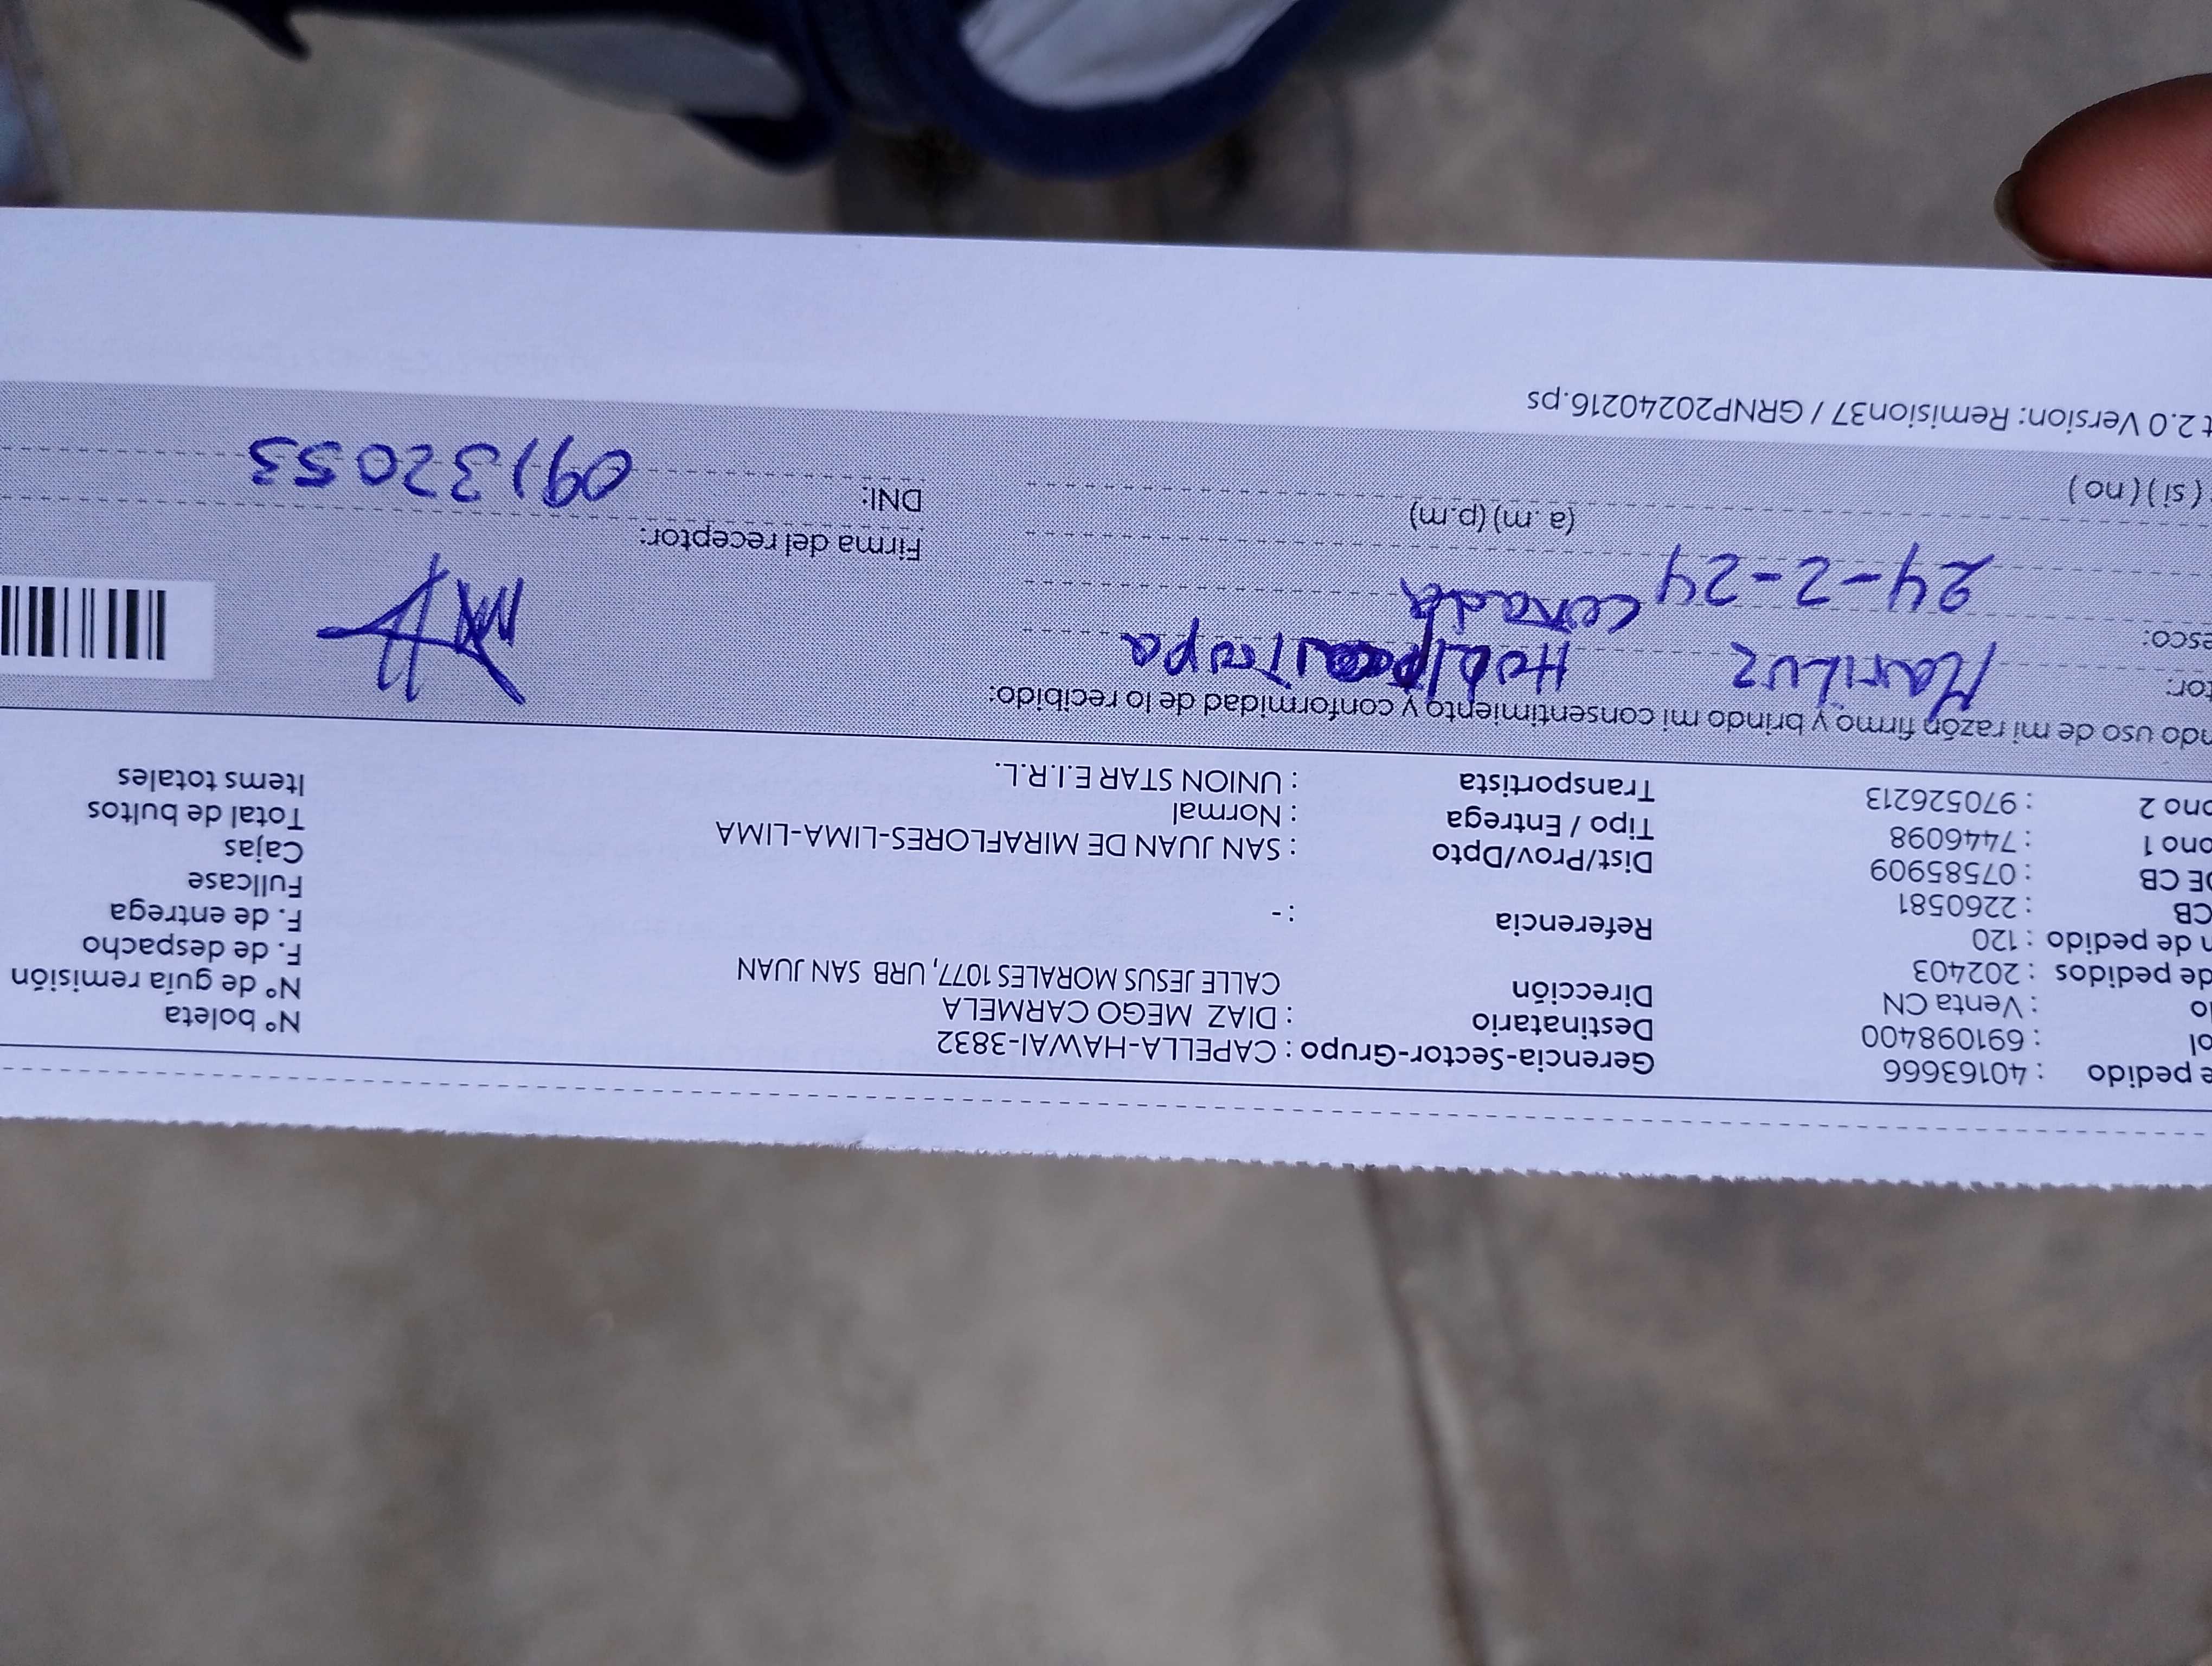 e pedido : 40163666 Gerencia-Sector-Grupo : CAPELLA-HAWAI-3832 Nº boleta
ol : 691098400 Destinatario : DIAZ MEGO CARMELA Nº de guía remisión
lo : Venta CN Dirección CALLE JESUS MORALES 1077, URB SAN JUAN F. de despacho
de pedidos : 202403 F. de entrega
n de pedido : 120 Referencia : - Fullcase
CB : 2260581 Cajas
DE CB : 07585909 Dist/Prov/Dpto : SAN JUAN DE MIRAFLORES-LIMA-LIMA Total de bultos
ono 1 : 7446098 Tipo / Entrega : Normal Items totales
ono 2 : 970526213 Transportista : UNION STAR E.I.R.L.
ndo uso de mi razón firmo y brindo mi consentimiento y conformidad de lo recibido:
tor: MariLuz
esco: cerrada
24-2-24 Firma del receptor:
(a .m) (p.m) DNI: 09132053
( si ) ( no )
t 2.0 Version: Remision37 / GRNP20240216.ps